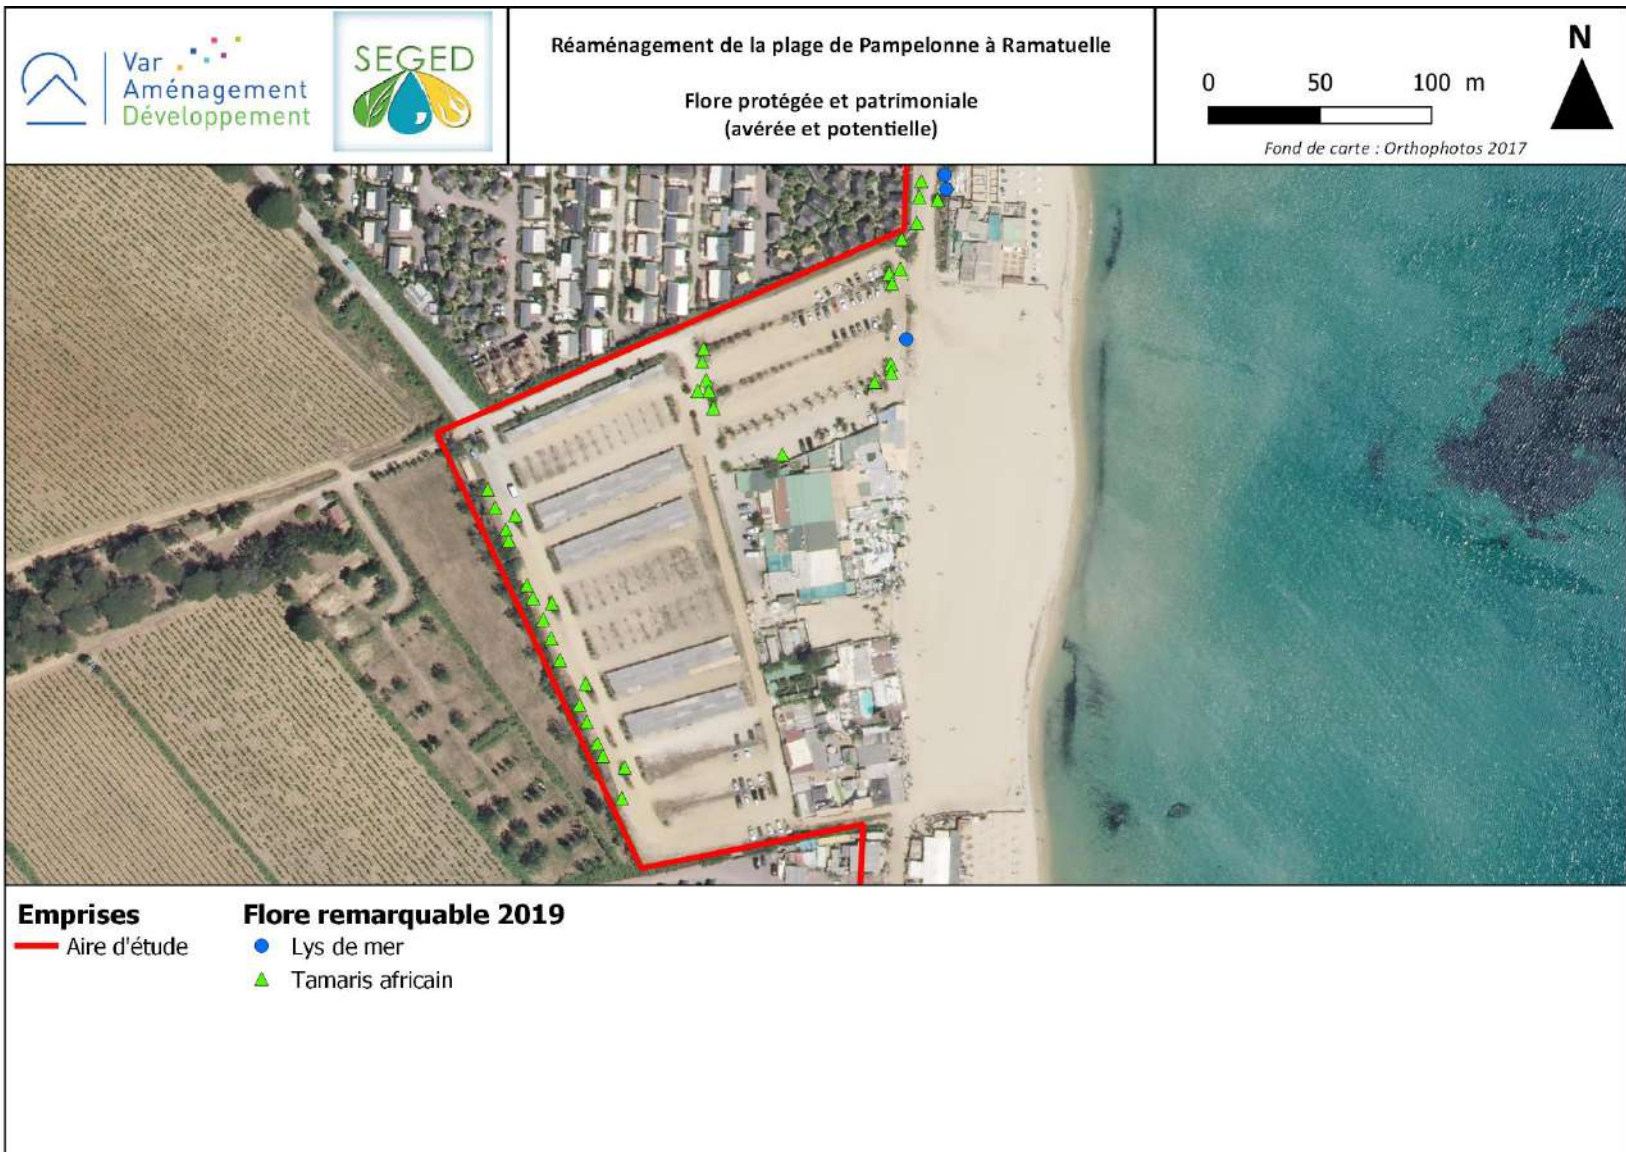 Var
Aménagement
Développement
SEGED
Réaménagement de la plage de Pampelonne à Ramatuelle
Flore protégée et patrimoniale
(avérée et potentielle)
0 50 100 m
Fond de carte : Orthophotos 2017
N
Emprises
Aire d'étude
Flore remarquable 2019
Lys de mer
Tamaris africain